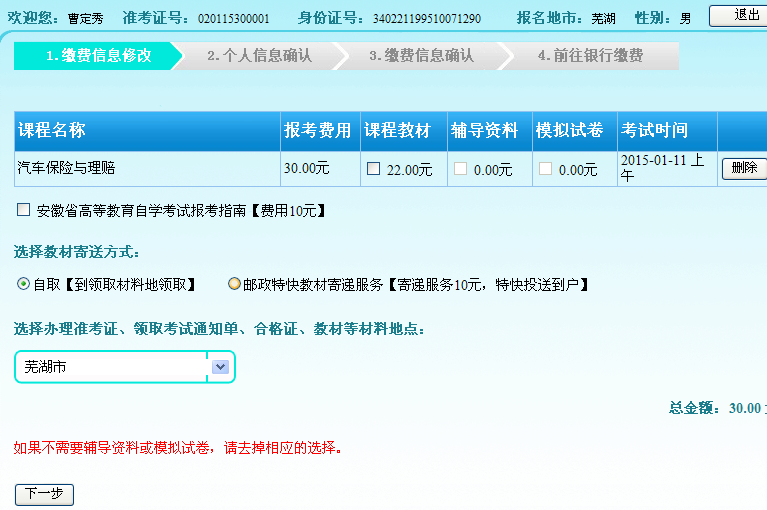 欢迎您：曹定秀 准考证号：020115300001 身份证号：340221199510071290 报名地市：芜湖 性别：男 退出
1.缴费信息修改 2.个人信息确认 3.缴费信息确认 4.前往银行缴费
课程名称 报考费用 课程教材 辅导资料 模拟试卷 考试时间
汽车保险与理赔 30.00元 22.00元 0.00元 0.00元 2015-01-11 上午 删除
安徽省高等教育自学考试报考指南【费用10元】
选择教材寄送方式：
自取【到领取材料地领取】 邮政特快教材寄递服务【寄递服务10元，特快投送到户】
选择办理准考证、领取考试通知单、合格证、教材等材料地点：
芜湖市
总金额：30.00
如果不需要辅导资料或模拟试卷，请去掉相应的选择。
下一步